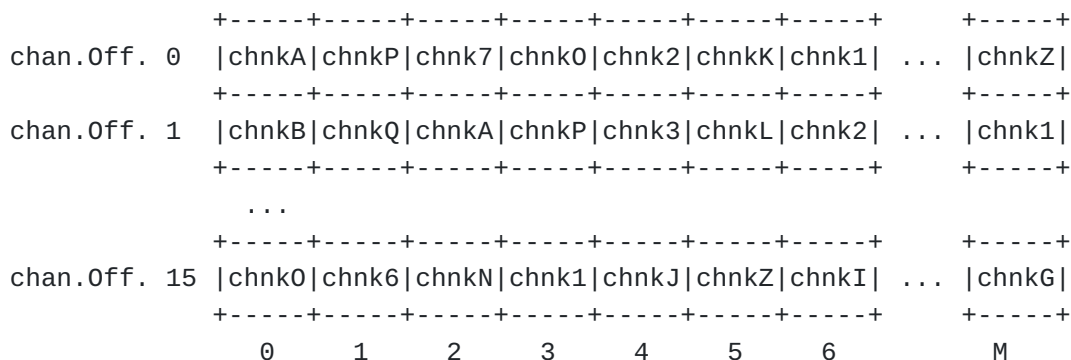 +-----+-----+-----+-----+-----+-----+-----+     +-----+
chan.Off. 0  |chnkA|chnkP|chnk7|chnkO|chnk2|chnkK|chnk1| ... |chnkZ|
           +-----+-----+-----+-----+-----+-----+-----+     +-----+
chan.Off. 1  |chnkB|chnkQ|chnkA|chnkP|chnk3|chnkL|chnk2| ... |chnk1|
           +-----+-----+-----+-----+-----+-----+-----+     +-----+
...
           +-----+-----+-----+-----+-----+-----+-----+     +-----+
chan.Off. 15 |chnkO|chnk6|chnkN|chnk1|chnkJ|chnkZ|chnkI| ... |chnkG|
           +-----+-----+-----+-----+-----+-----+-----+     +-----+
0 1 2 3 4 5 6 M